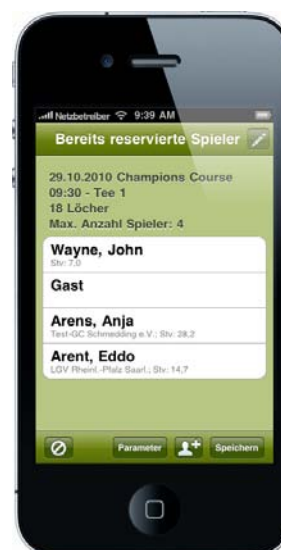 Netzbetreiber 9:39 AM
Bereits reservierte Spieler
29.10.2010 Champions Course
09:30 - Tee 1
18 Löcher
Max. Anzahl Spieler: 4
Wayne, John
Stv: 7,0
Gast
Arens, Anja
Test-GC Schmedding e.V.; Stv: 28,2
Arent, Eddo
LGV Rheinl.-Pfalz Saarl.; Stv: 14,7
Parameter Speichern